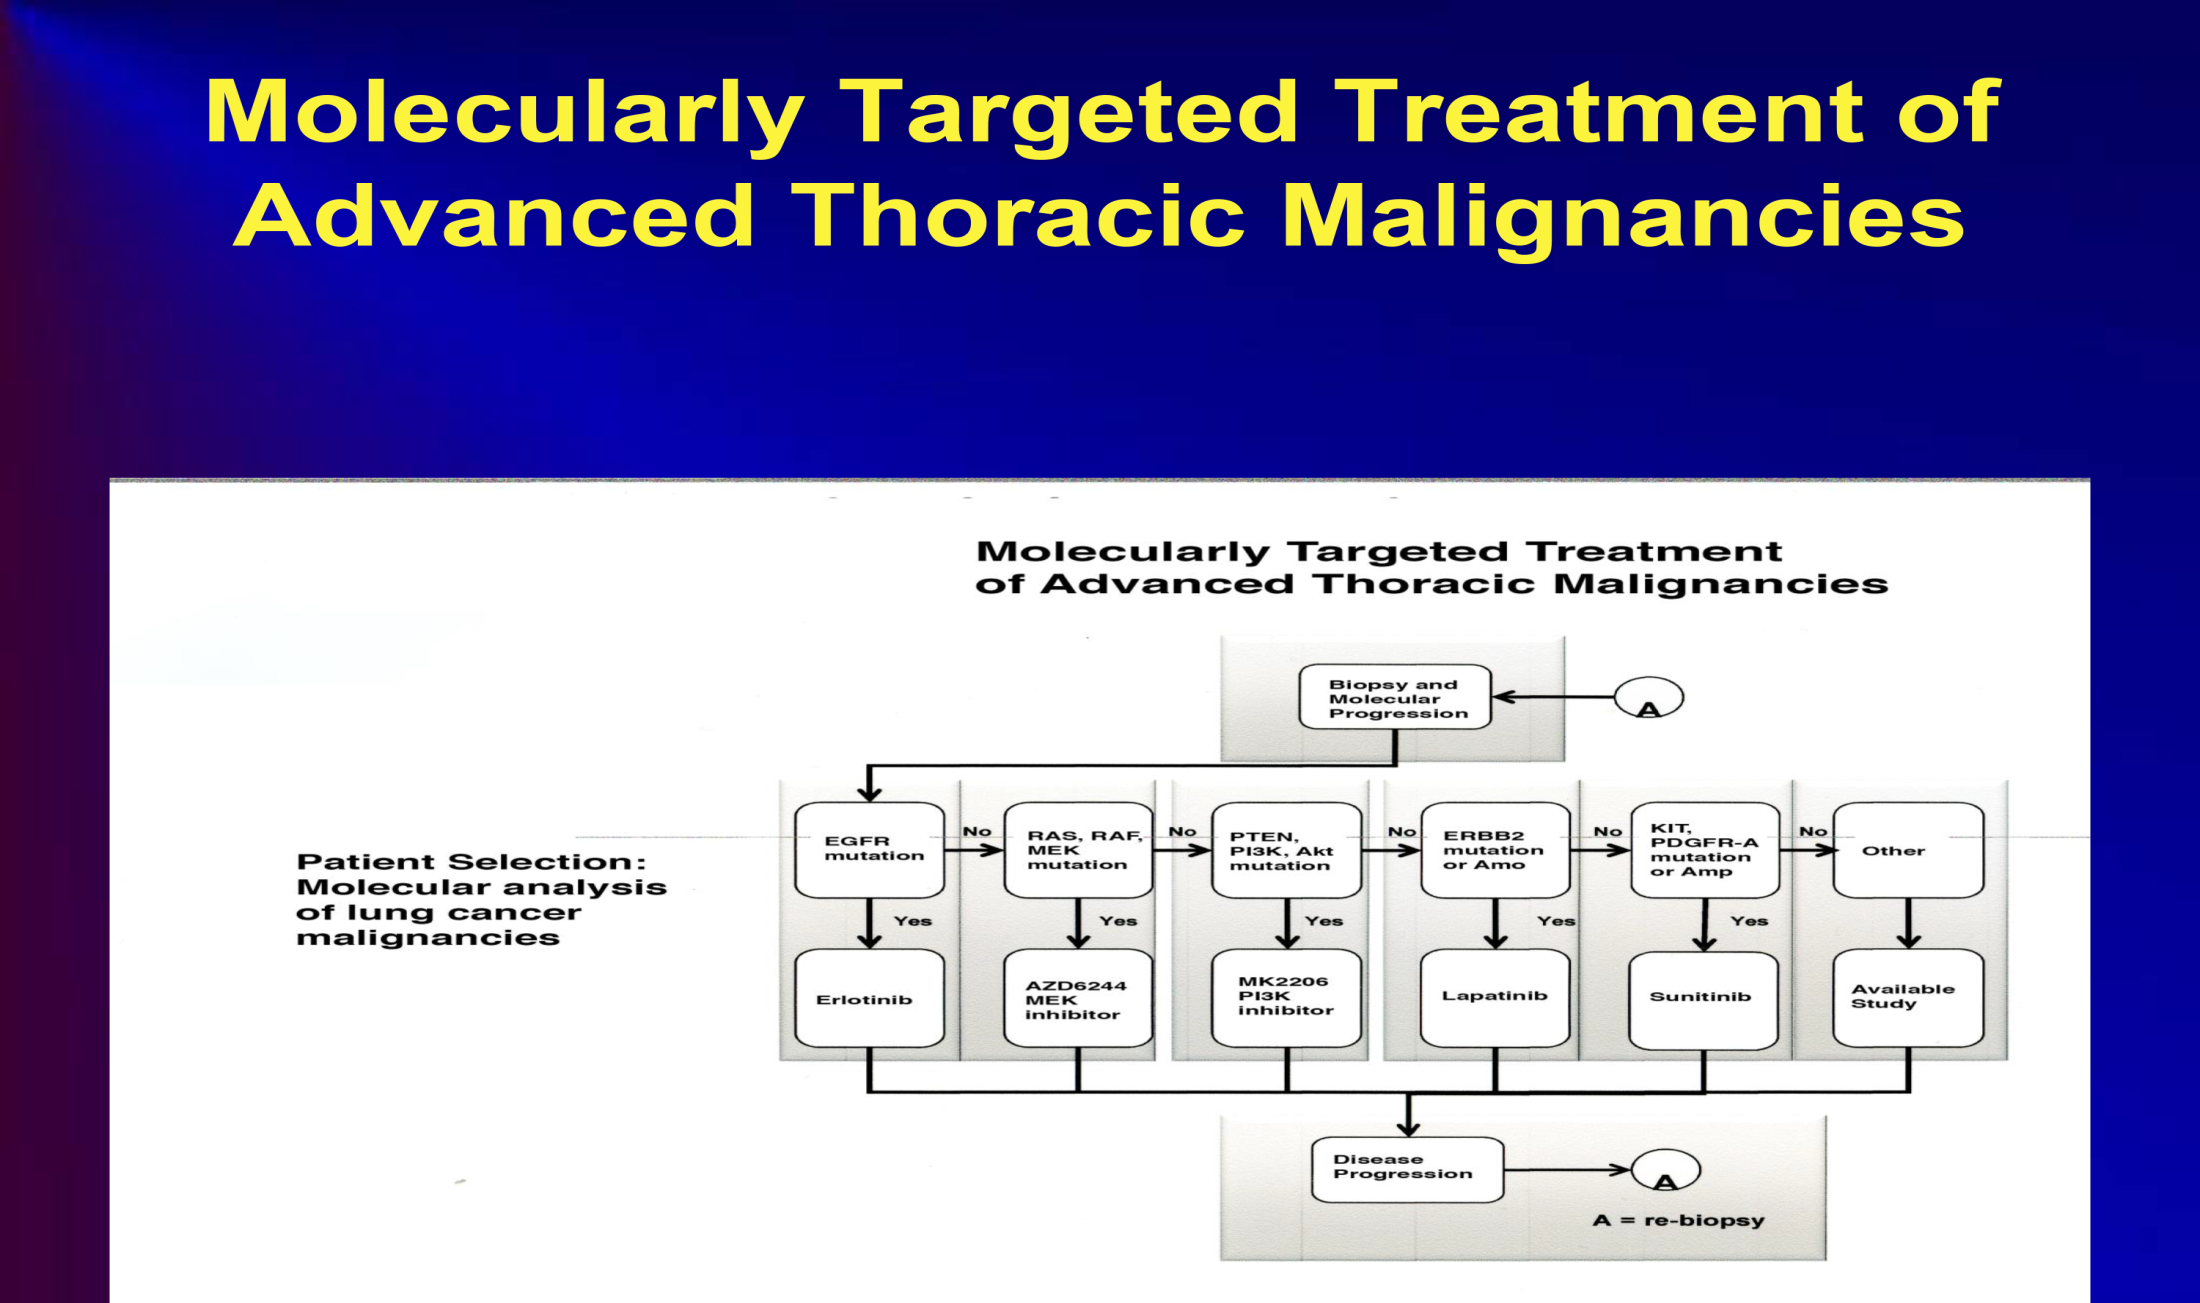 Molecularly Targeted Treatment of
Advanced Thoracic Malignancies
Molecularly Targeted Treatment
of Advanced Thoracic Malignancies
Biopsy and
Molecular
Progression
A
Patient Selection:
Molecular analysis
of lung cancer
malignancies
EGFR
mutation
No
RAS, RAF,
MEK
mutation
No
PTEN,
PI3K, Akt
mutation
No
ERBB2
mutation
or Amo
No
KIT,
PDGFR-A
mutation
or Amp
No
Other
Yes
Yes
Yes
Yes
Yes
Erlotinib
AZD6244
MEK
inhibitor
MK2206
PI3K
inhibitor
Lapatinib
Sunitinib
Available
Study
Disease
Progression
A
A = re-biopsy